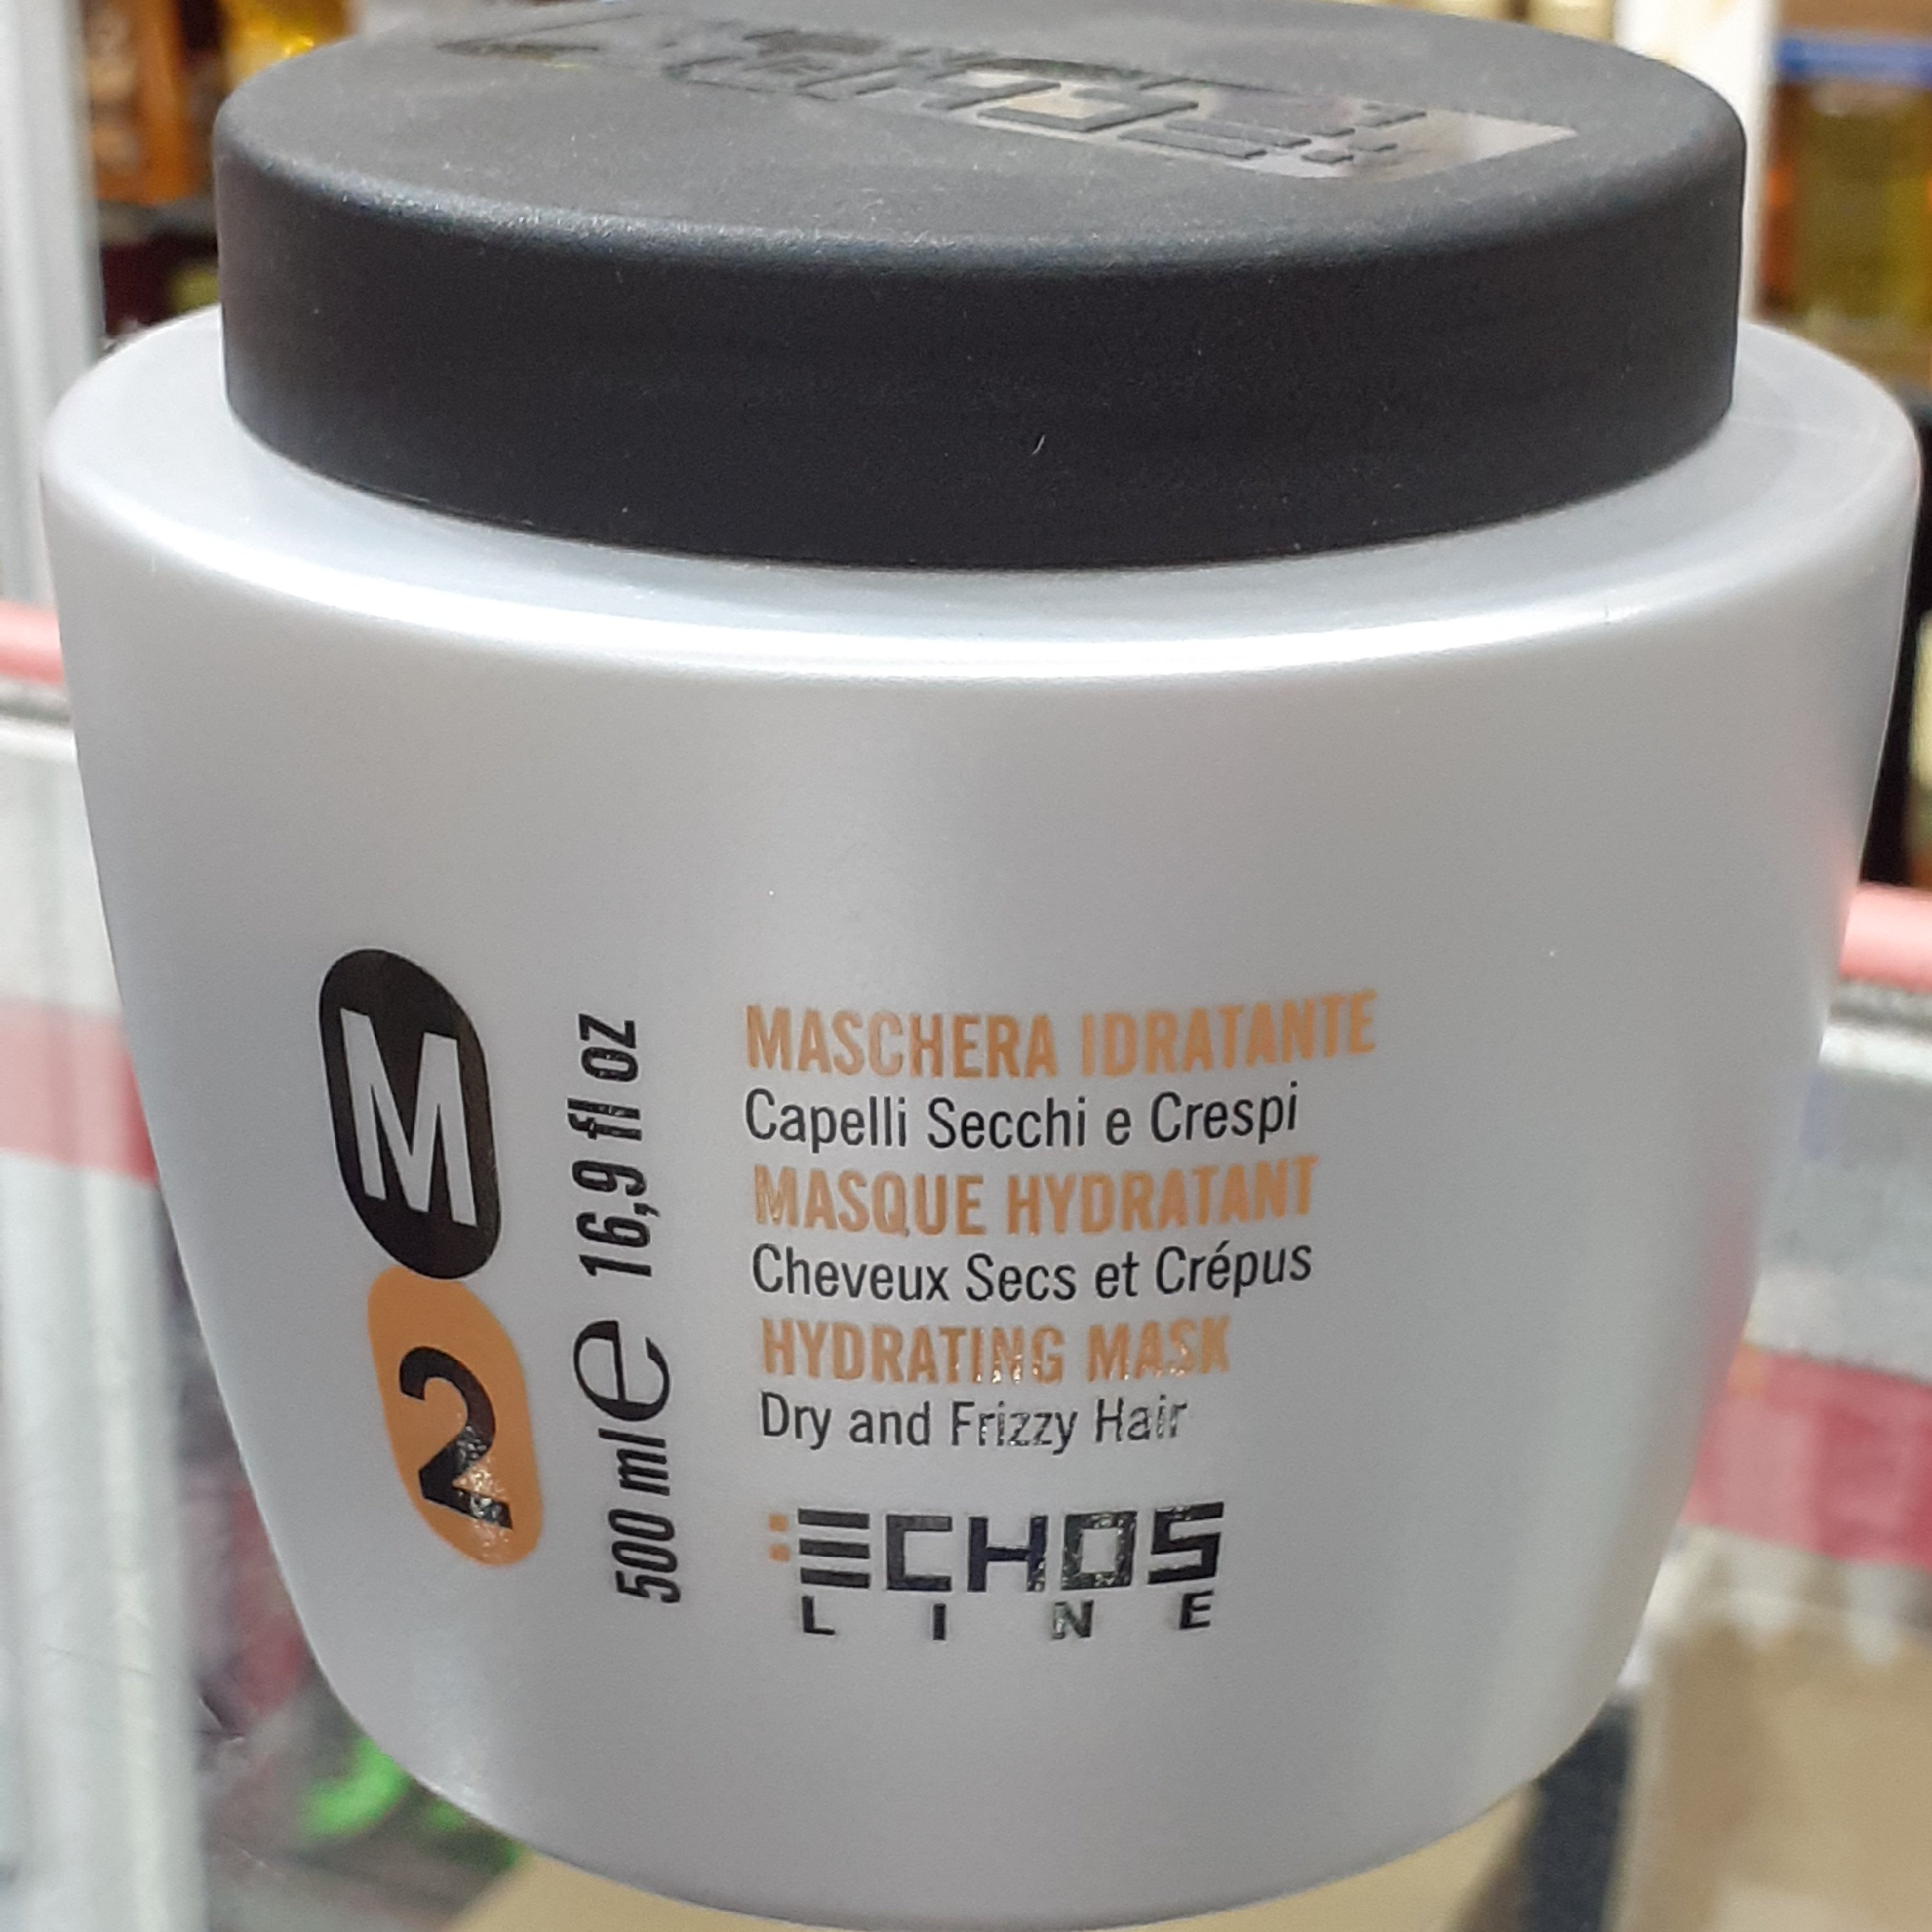 M
2
500 ml e 16,9 fl oz
MASCHERA IDRATANTE
Capelli Secchi e Crespi
MASQUE HYDRATANT
Cheveux Secs et Crépus
HYDRATING MASK
Dry and Frizzy Hair
ECHOS
LINE